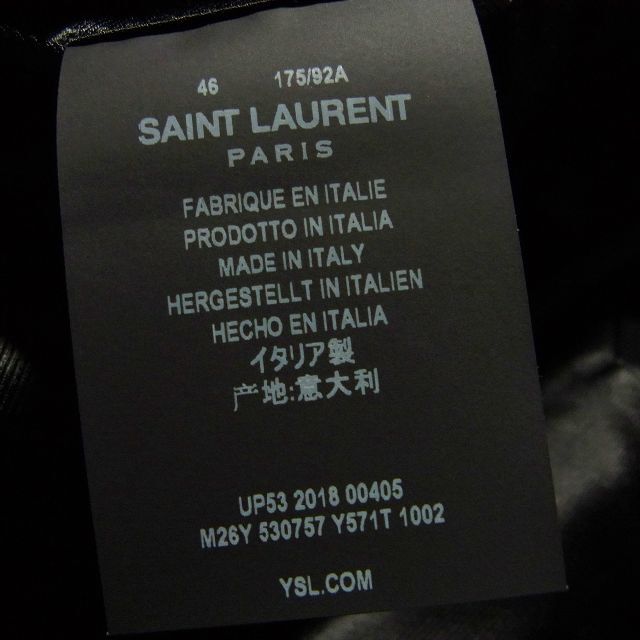 46 175/92A
SAINT LAURENT
PARIS
FABRIQUE EN ITALIE
PRODOTTO IN ITALIA
MADE IN ITALY
HERGESTELLT IN ITALIEN
HECHO EN ITALIA
イタリア製
产地:意大利
UP53 2018 00405
M26Y 530757 Y571T 1002
YSL.COM